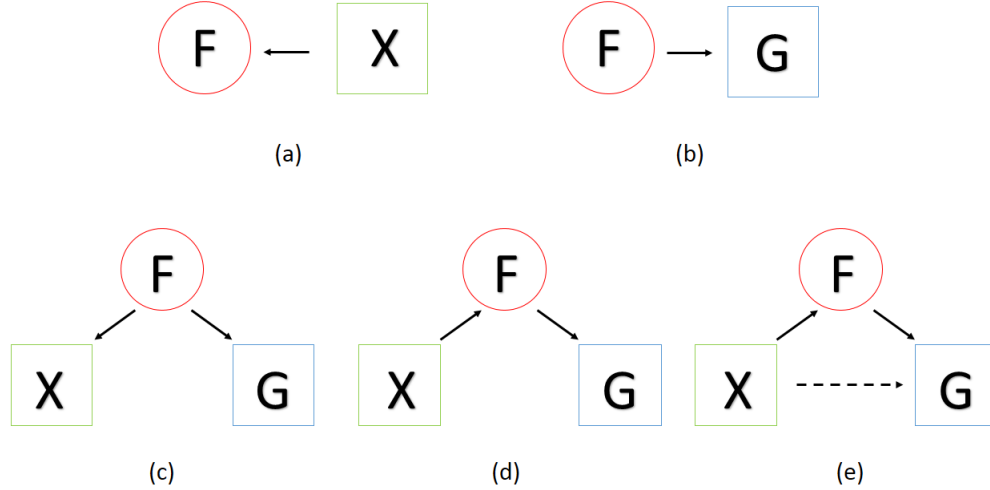 F X F G
(a) (b)
F F F
X G X G X G
(c) (d) (e)